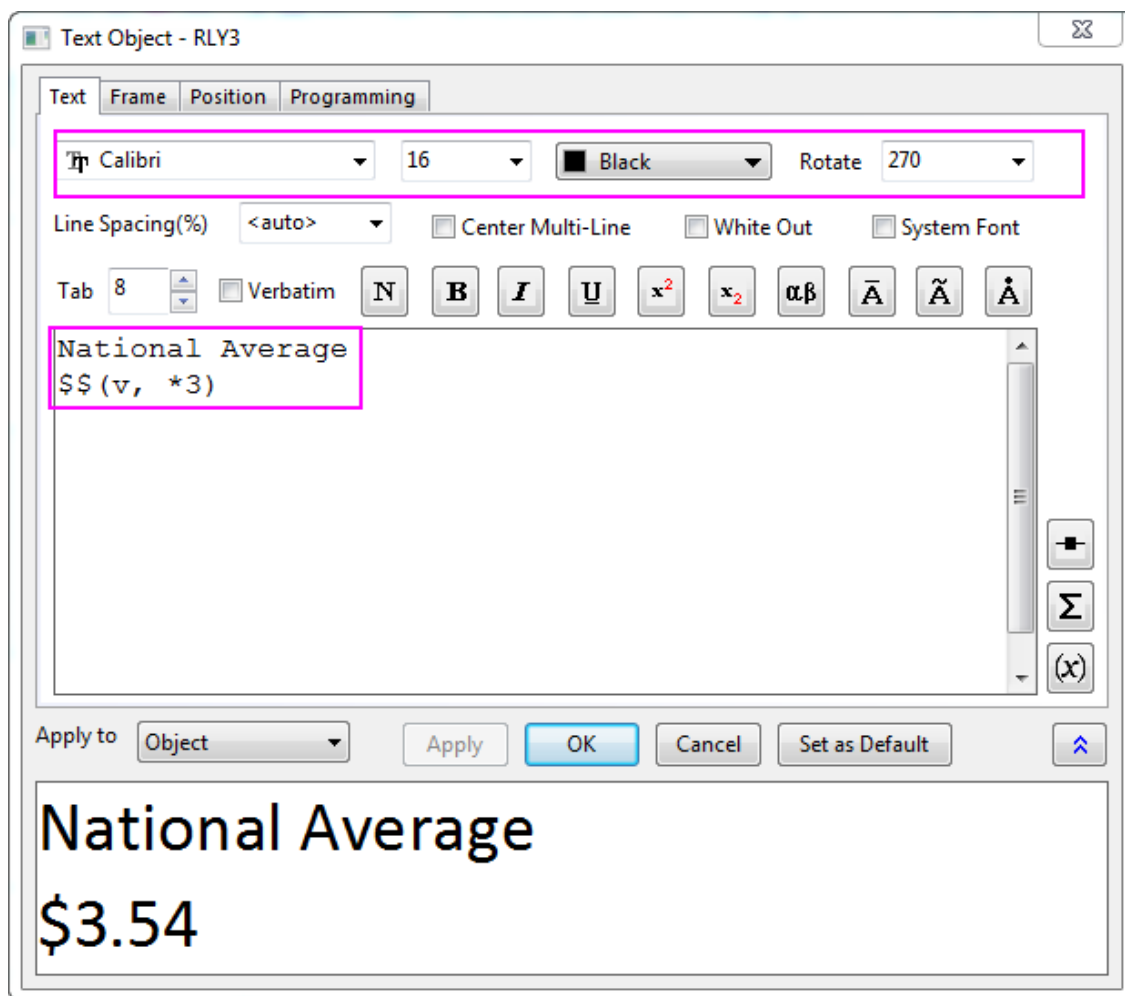 Text Object - RLY3
Text Frame Position Programming
Calibri 16 Black Rotate 270
Line Spacing(%) <auto> Center Multi-Line White Out System Font
Tab 8 Verbatim N B I U x² x₂ αβ Ā Ã Å
National Average
$$(v, *3)
Σ
(x)
Apply to Object Apply OK Cancel Set as Default
National Average
$3.54